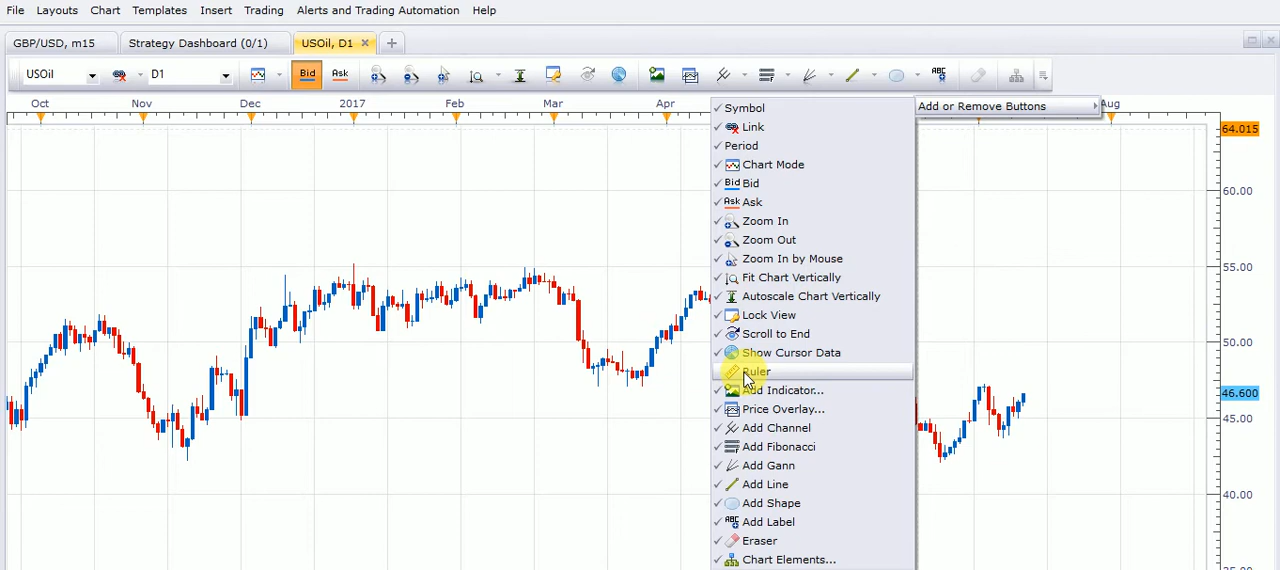 File Layouts Chart Templates Insert Trading Alerts and Trading Automation Help
GBP/USD, m15 Strategy Dashboard (0/1) USOil, D1
USOil D1 Bid Ask ABC
Oct Nov Dec 2017 Feb Mar Apr Aug
Add or Remove Buttons
Symbol
Link
Period
Chart Mode
Bid Bid
Ask Ask
Zoom In
Zoom Out
Zoom In by Mouse
Fit Chart Vertically
Autoscale Chart Vertically
Lock View
Scroll to End
Show Cursor Data
Ruler
Add Indicator...
Price Overlay...
Add Channel
Add Fibonacci
Add Gann
Add Line
Add Shape
ABC Add Label
Eraser
Chart Elements...
64.015
60.00
55.00
50.00
46.600
45.00
40.00